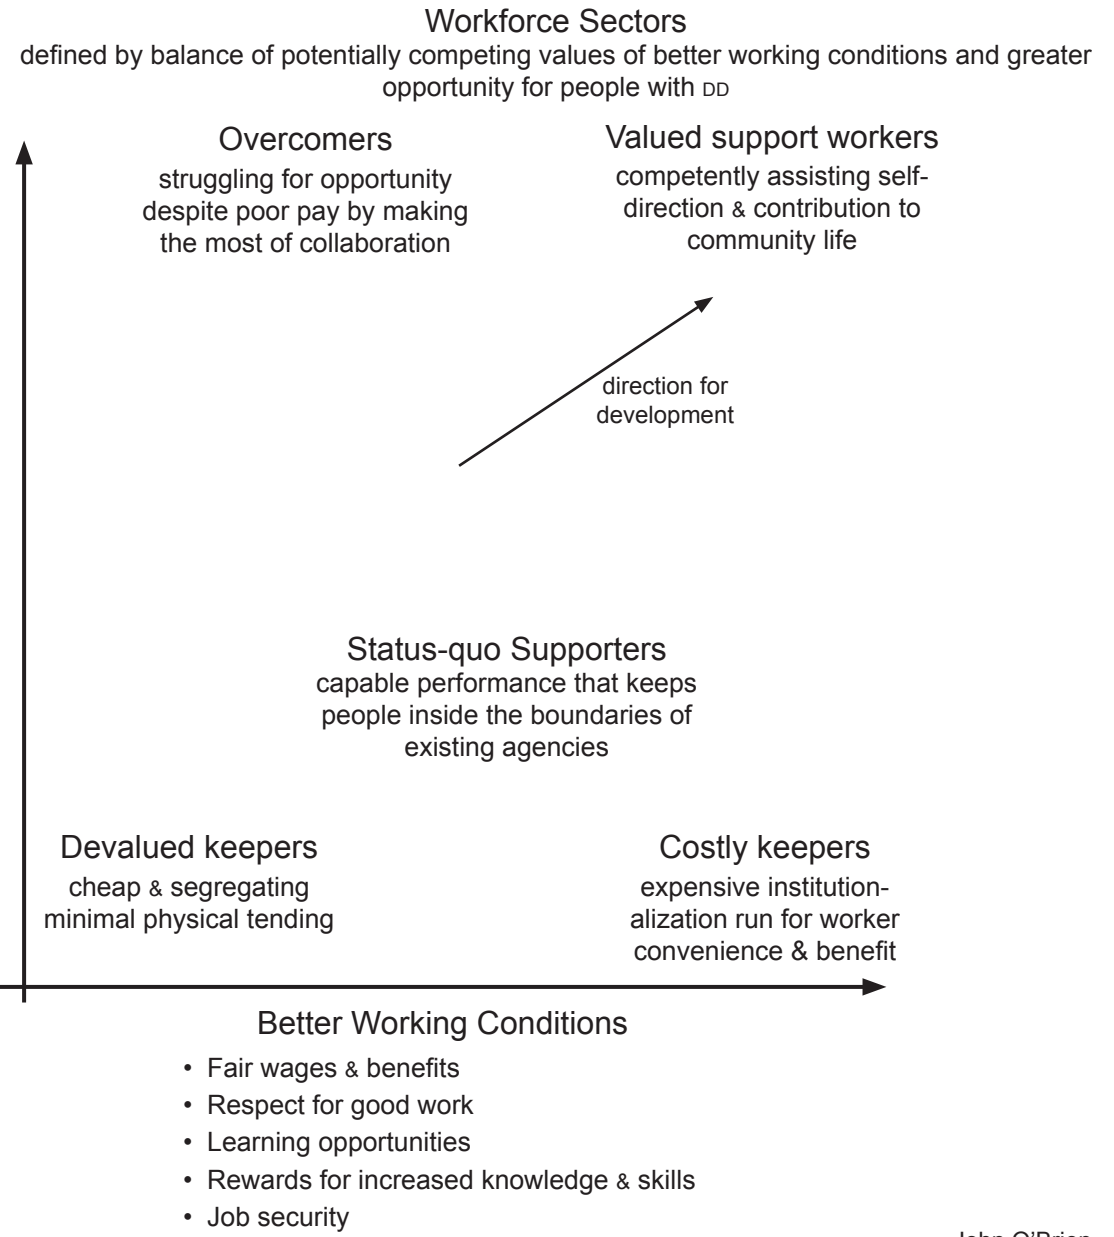 Workforce Sectors
defined by balance of potentially competing values of better working conditions and greater
opportunity for people with DD
Overcomers
struggling for opportunity
despite poor pay by making
the most of collaboration
Valued support workers
competently assisting self-
direction & contribution to
community life
direction for
development
Status-quo Supporters
capable performance that keeps
people inside the boundaries of
existing agencies
Devalued keepers
cheap & segregating
minimal physical tending
Costly keepers
expensive institution-
alization run for worker
convenience & benefit
Better Working Conditions
• Fair wages & benefits
• Respect for good work
• Learning opportunities
• Rewards for increased knowledge & skills
• Job security
John O'Brien